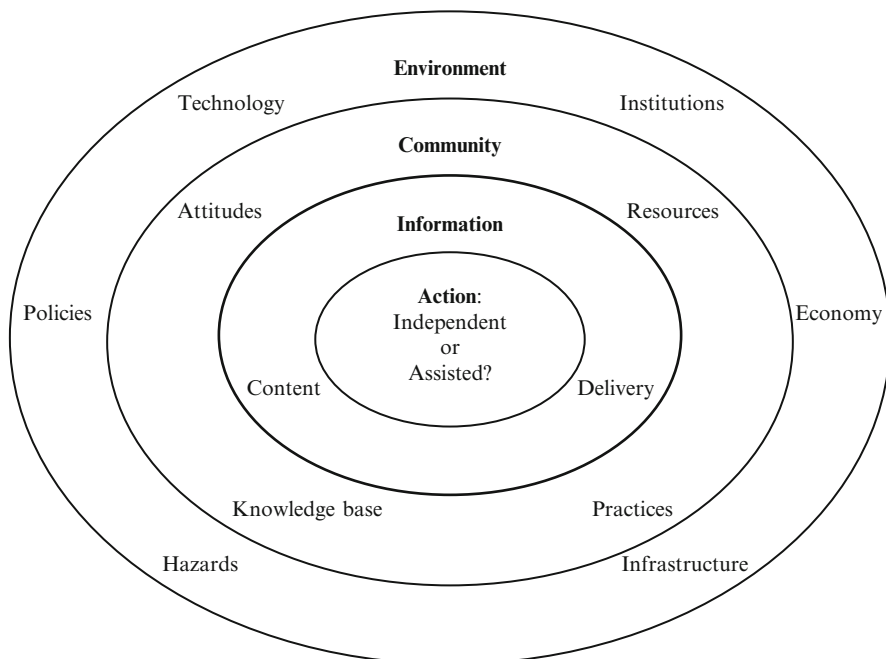 Environment
Technology
Institutions
Community
Attitudes
Resources
Information
Action:
Independent
or
Assisted?
Policies
Economy
Content
Delivery
Knowledge base
Practices
Hazards
Infrastructure